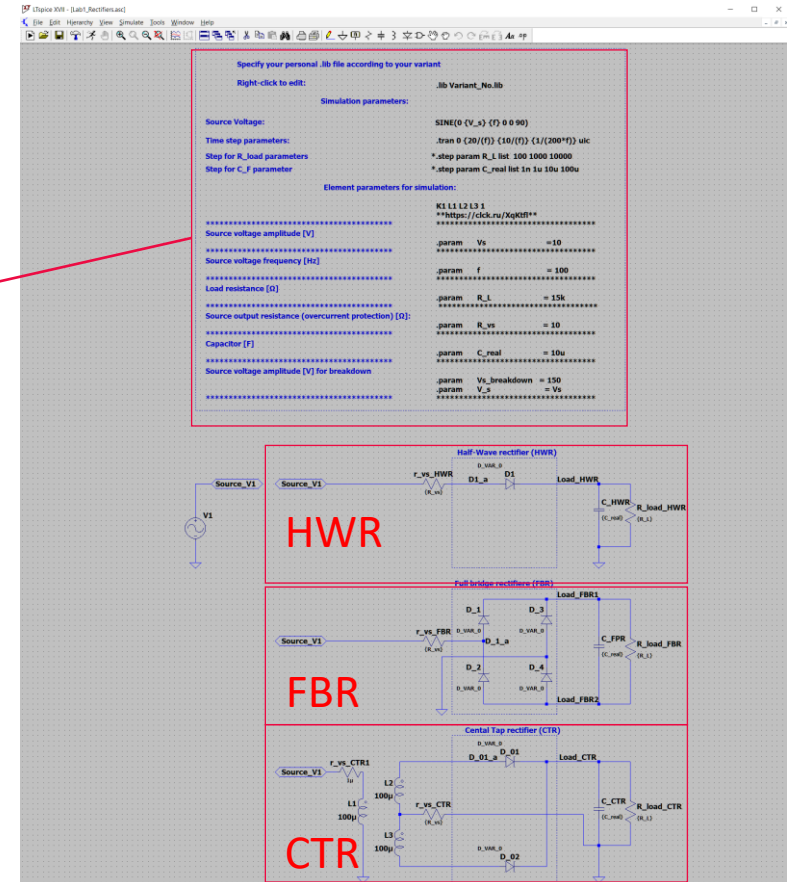 LTspice XVII - [Lab1_Rectifiers.asc]
File Edit Hierarchy View Simulate Tools Window Help
Specify your personal .lib file according to your variant
Right-click to edit: .lib Variant_No.lib
Simulation parameters:
Source Voltage: SINE(0 {V_s} {f} 0 0 90)
Time step parameters: .tran 0 {20/(f)} {10/(f)} {1/(200*f)} uic
Step for R_load parameters *.step param R_L list 100 1000 10000
Step for C_F parameter *.step param C_real list 1n 1u 10u 100u
Element parameters for simulation:
K1 L1 L2 L3 1
**https://clck.ru/XqKtfl**
Source voltage amplitude [V]
.param Vs =10
Source voltage frequency [Hz]
.param f = 100
Load resistance [Ω]
.param R_L = 15k
Source output resistance (overcurrent protection) [Ω]:
.param R_vs = 10
Capacitor [F]
.param C_real = 10u
Source voltage amplitude [V] for breakdown
.param Vs_breakdown = 150
.param V_s = Vs
Half-Wave rectifier (HWR)
D_VAR_0
r_vs_HWR D1_a D1 Load_HWR
Source_V1 Source_V1
{R_vs}
C_HWR R_load_HWR
{C_real} {R_L}
V1
HWR
Full bridge rectifiere (FBR)
Load_FBR1
D_1 D_3
r_vs_FBR D_VAR_0 D_VAR_0
Source_V1 D_1_a
{R_vs}
C_FPR R_load_FBR
{C_real} {R_L}
D_2 D_4
D_VAR_0 D_VAR_0
FBR
Load_FBR2
Cental Tap rectifier (CTR)
D_VAR_0
r_vs_CTR1 D_01_a D_01 Load_CTR
Source_V1
1µ
L2
100µ
L1 r_vs_CTR C_CTR R_load_CTR
100µ {R_vs} {C_real} {R_L}
L3
100µ
CTR
D_VAR_0
D_02